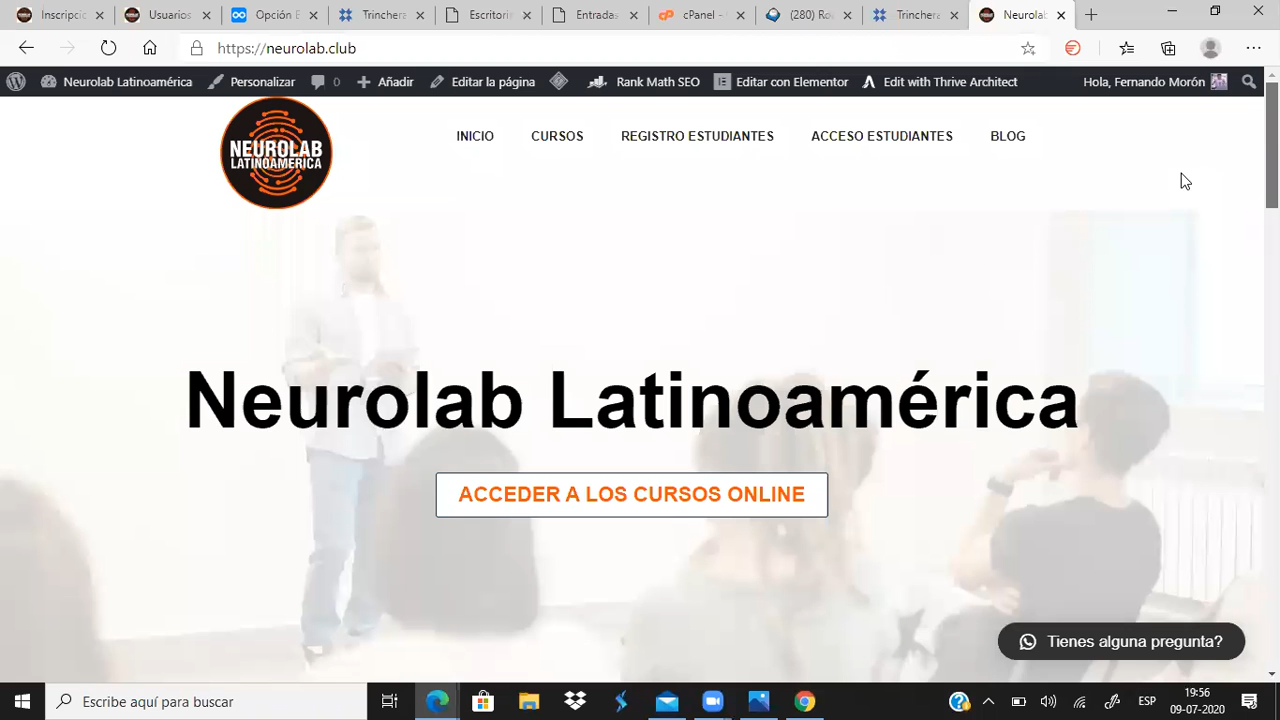 Inscripcio
Usuarios
Opción E
Trinchera
Escritorio
Entradas
cPanel –
(280) Ro
Trinchera
Neurolab
https://neurolab.club
Neurolab Latinoamérica
Personalizar
0
Añadir
Editar la página
Rank Math SEO
Editar con Elementor
Edit with Thrive Architect
Hola, Fernando Morón
NEUROLAB
LATINOAMERICA
INICIO
CURSOS
REGISTRO ESTUDIANTES
ACCESO ESTUDIANTES
BLOG
Neurolab Latinoamérica
ACCEDER A LOS CURSOS ONLINE
Tienes alguna pregunta?
Escribe aquí para buscar
ESP
19:56
09-07-2020